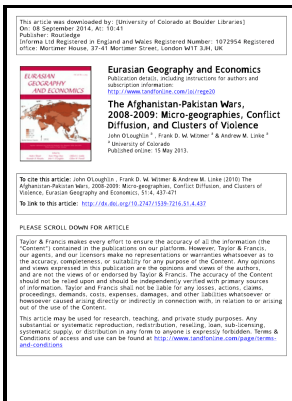 This article was downloaded by: [University of Colorado at Boulder Libraries]
On: 08 September 2014, At: 10:41
Publisher: Routledge
Informa Ltd Registered in England and Wales Registered Number: 1072954 Registered
office: Mortimer House, 37-41 Mortimer Street, London W1T 3JH, UK
EURASIAN
GEOGRAPHY
AND ECONOMICS
Eurasian Geography and Economics
Publication details, including instructions for authors and
subscription information:
http://www.tandfonline.com/loi/rege20
The Afghanistan-Pakistan Wars,
2008-2009: Micro-geographies, Conflict
Diffusion, and Clusters of Violence
John O'Loughlin a , Frank D. W. Witmer a & Andrew M. Linke a
a University of Colorado
Published online: 15 May 2013.
To cite this article: John O'Loughlin , Frank D. W. Witmer & Andrew M. Linke (2010) The
Afghanistan-Pakistan Wars, 2008-2009: Micro-geographies, Conflict Diffusion, and Clusters of
Violence, Eurasian Geography and Economics, 51:4, 437-471
To link to this article: http://dx.doi.org/10.2747/1539-7216.51.4.437
PLEASE SCROLL DOWN FOR ARTICLE
Taylor & Francis makes every effort to ensure the accuracy of all the information (the
"Content") contained in the publications on our platform. However, Taylor & Francis,
our agents, and our licensors make no representations or warranties whatsoever as to
the accuracy, completeness, or suitability for any purpose of the Content. Any opinions
and views expressed in this publication are the opinions and views of the authors,
and are not the views of or endorsed by Taylor & Francis. The accuracy of the Content
should not be relied upon and should be independently verified with primary sources
of information. Taylor and Francis shall not be liable for any losses, actions, claims,
proceedings, demands, costs, expenses, damages, and other liabilities whatsoever or
howsoever caused arising directly or indirectly in connection with, in relation to or arising
out of the use of the Content.
This article may be used for research, teaching, and private study purposes. Any
substantial or systematic reproduction, redistribution, reselling, loan, sub-licensing,
systematic supply, or distribution in any form to anyone is expressly forbidden. Terms &
Conditions of access and use can be found at http://www.tandfonline.com/page/terms-
and-conditions